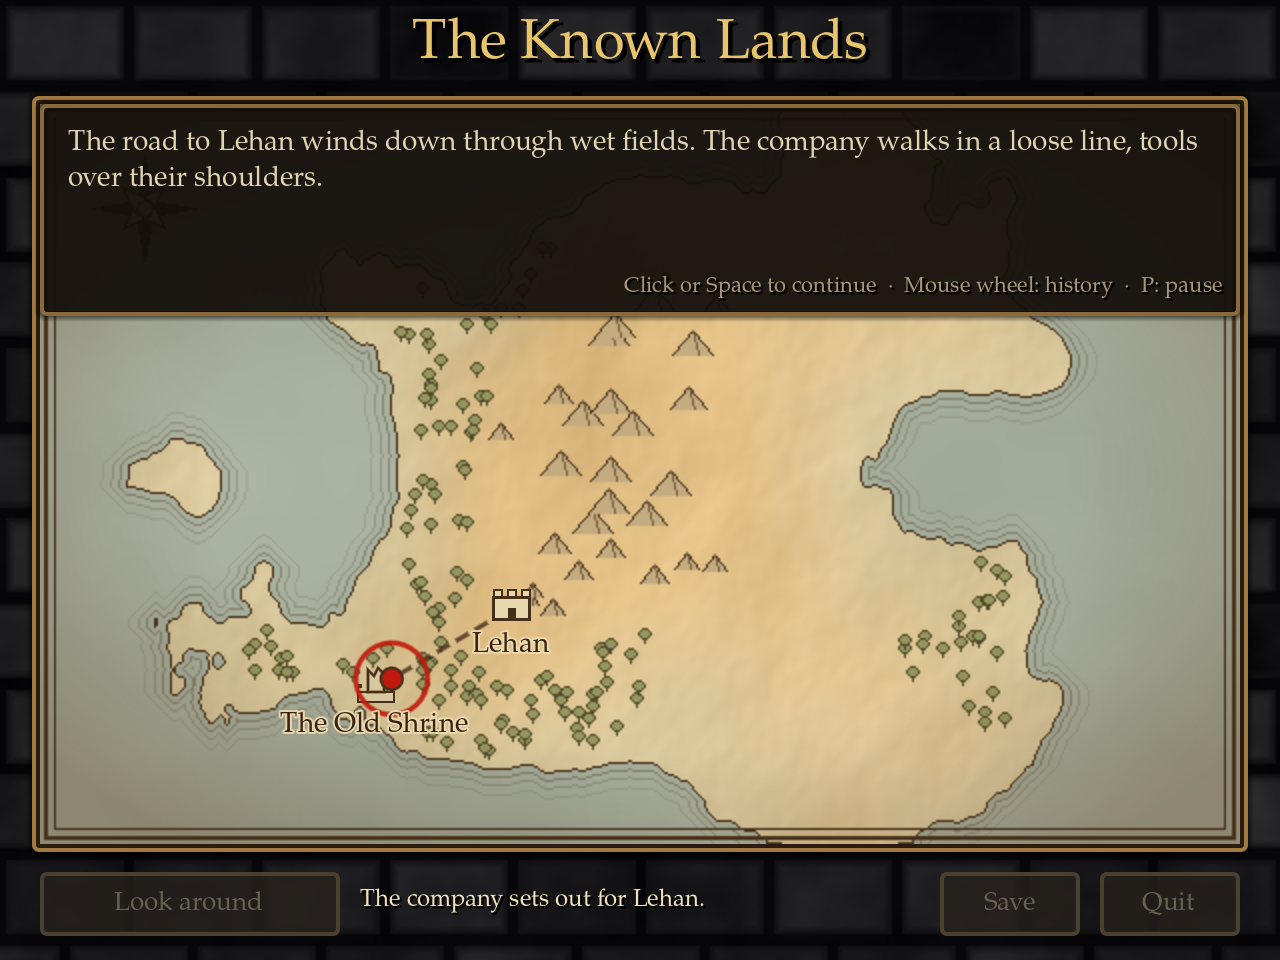 The Known Lands
The road to Lehan winds down through wet fields. The company walks in a loose line, tools
over their shoulders.
Click or Space to continue · Mouse wheel: history · P: pause
Lehan
The Old Shrine
Look around
The company sets out for Lehan.
Save
Quit